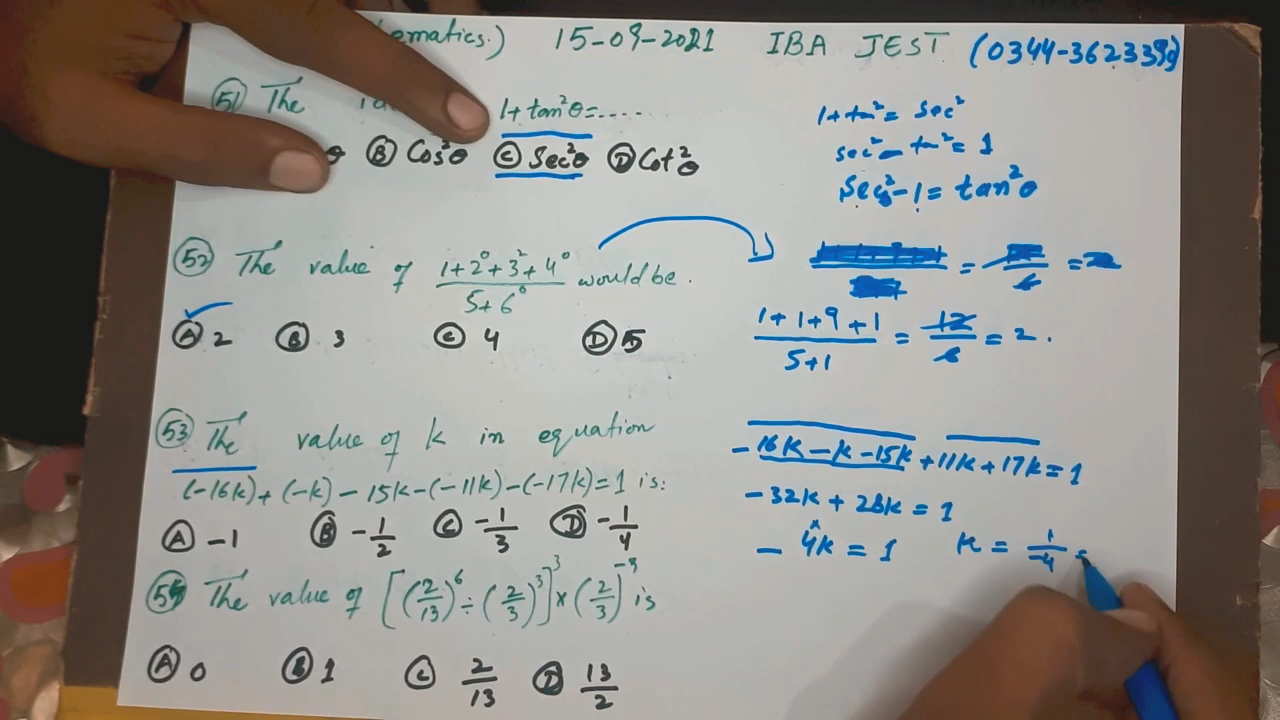 ematics.) 15-09-2021 IBA JEST (0344-3623399)
51 The 1+tan²θ=.....
θ B Cos²θ C Sec²θ D Cot²θ
1+tan² = Sec²
sec² - tan² = 1
Sec²θ - 1 = tan²θ
52 The value of (1+2⁰+3²+4⁰)/(5+6⁰) would be.
A 2 B 3 C 4 D 5
(1+1+9+1)/(5+1) = 12/6 = 2.
53 The value of k in equation
(-16k)+(-k)-15k-(-11k)-(-17k)=1 is:
A -1 B -1/2 C -1/3 D -1/4
-16k-k-15k+11k+17k=1
-32k+28k=1
-4k=1 k=1/-4 =
54 The value of [(2/13)⁶÷(2/3)³]³×(2/3)⁻⁹ is
A 0 B 1 C 2/13 D 13/2